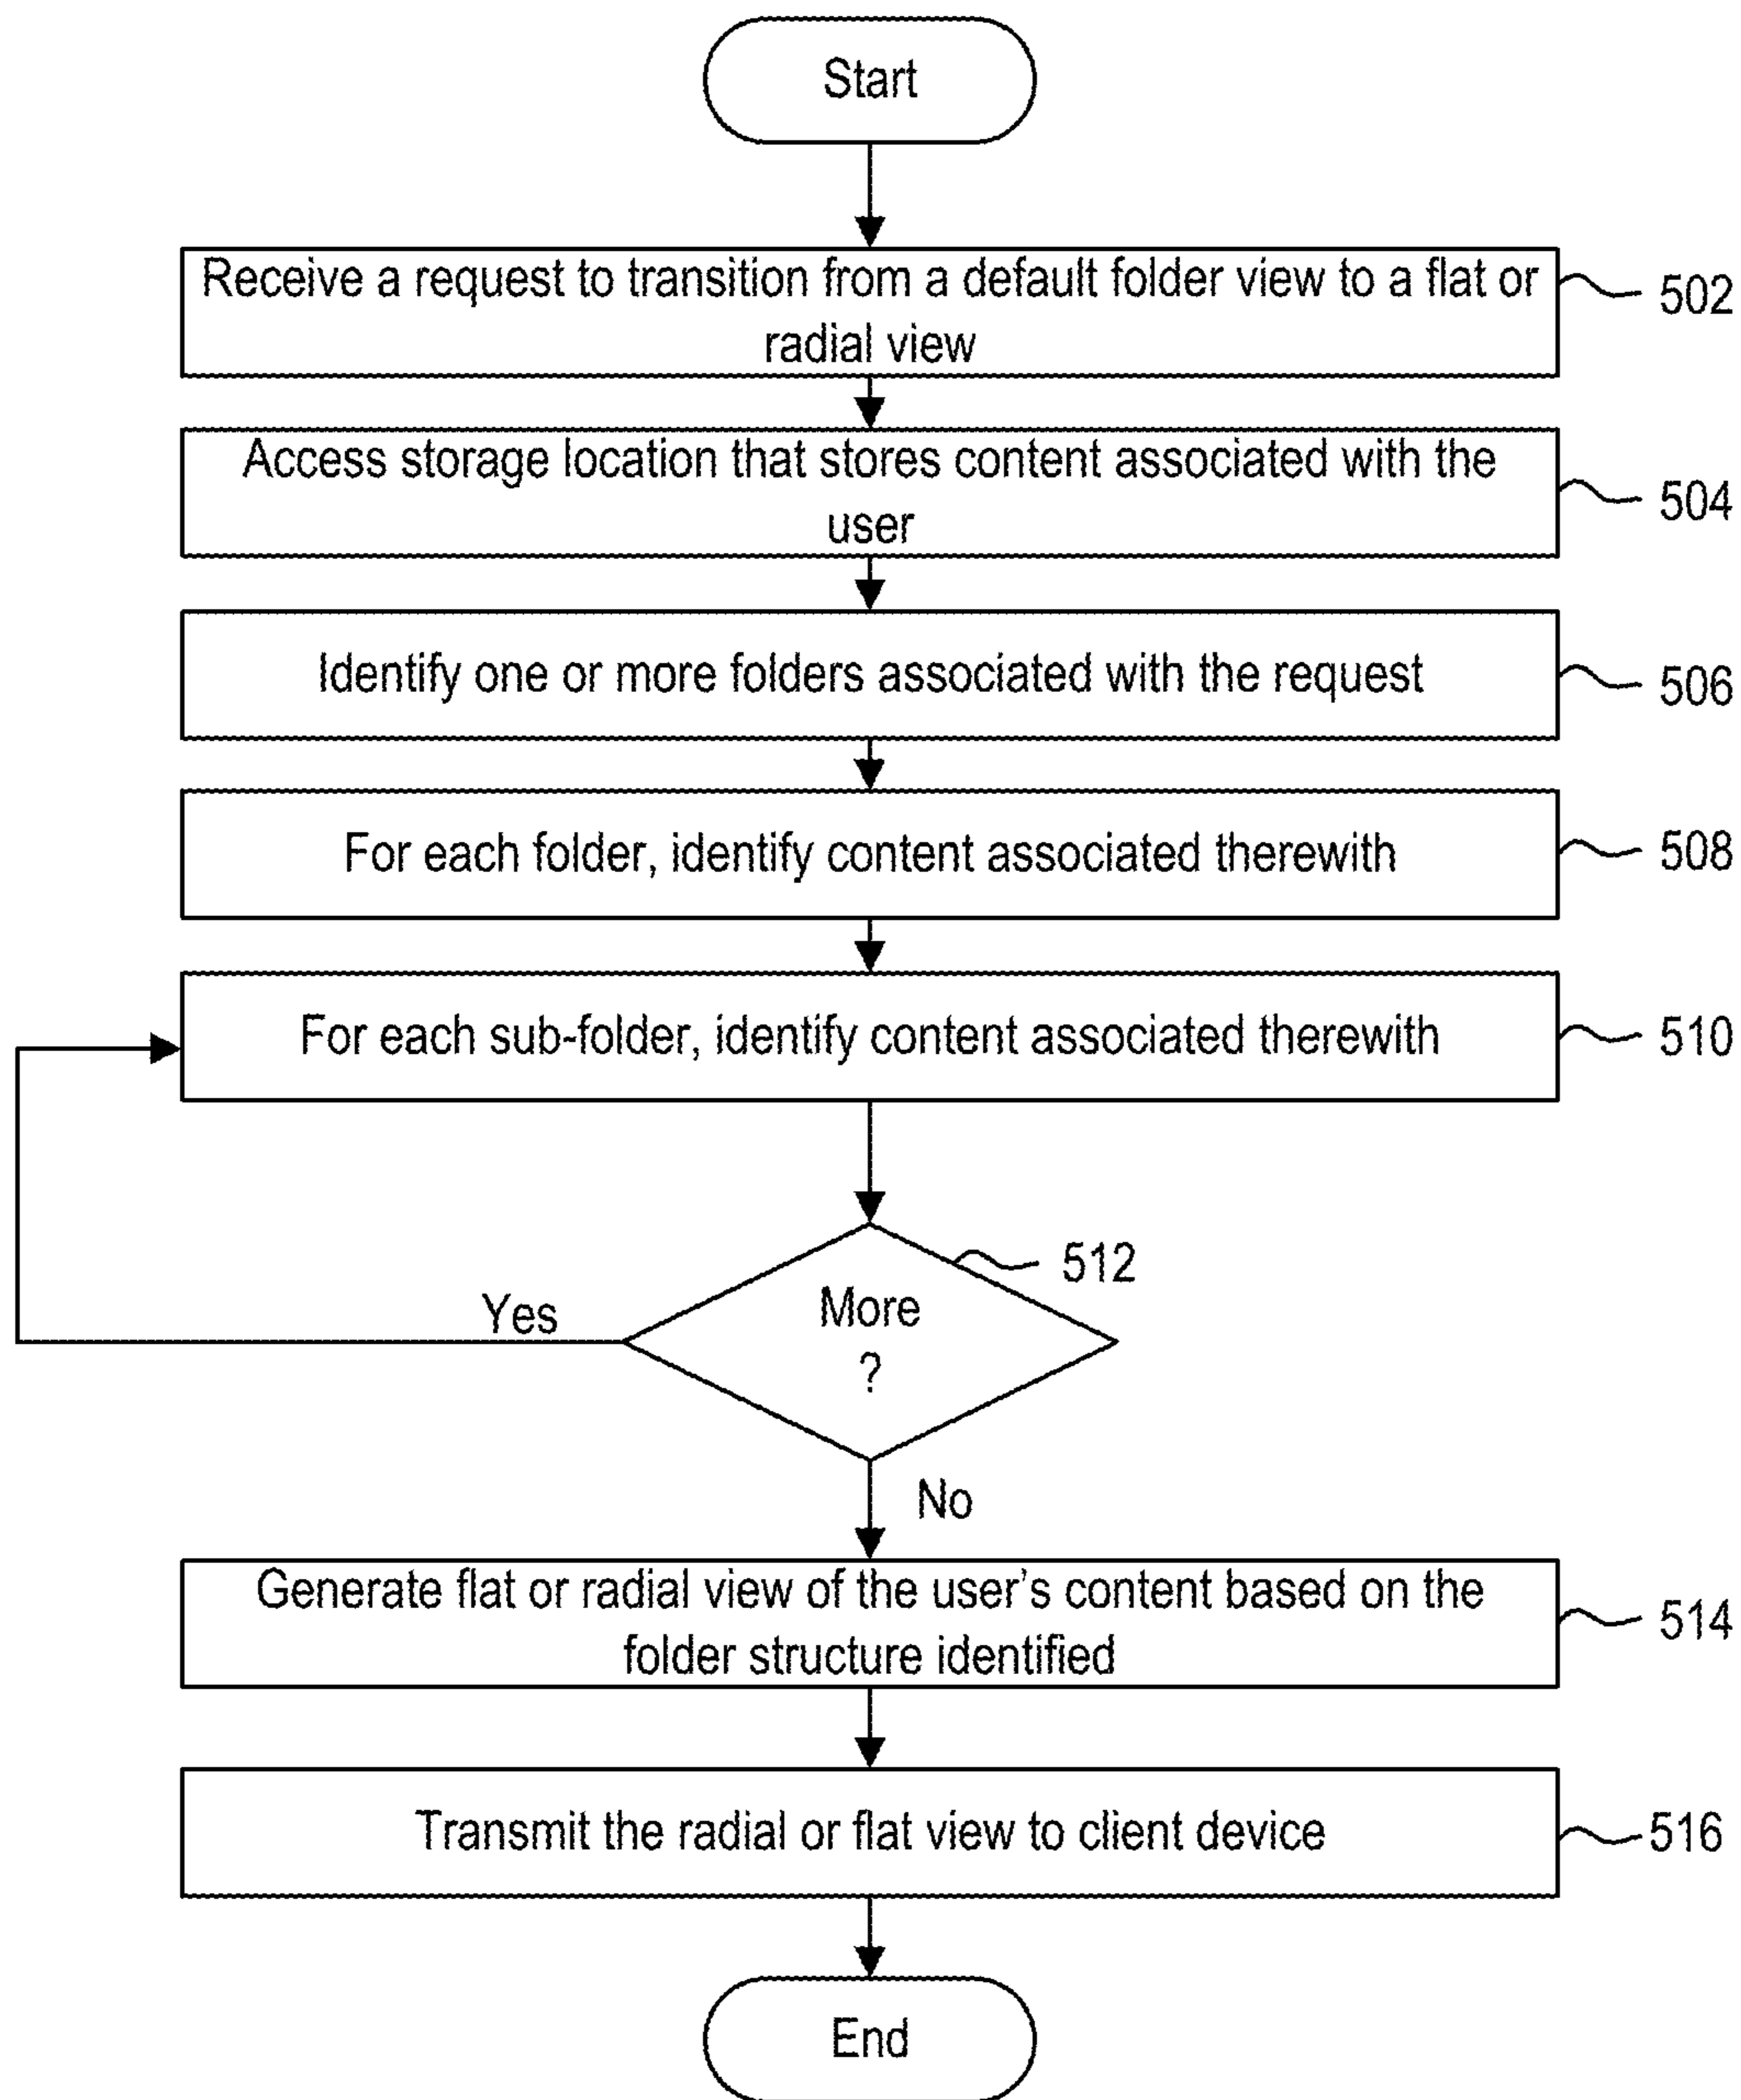 Start
Receive a request to transition from a default folder view to a flat or
radial view
502
Access storage location that stores content associated with the
user
504
Identify one or more folders associated with the request
506
For each folder, identify content associated therewith
508
For each sub-folder, identify content associated therewith
510
512
More
?
Yes
No
Generate flat or radial view of the user's content based on the
folder structure identified
514
Transmit the radial or flat view to client device
516
End